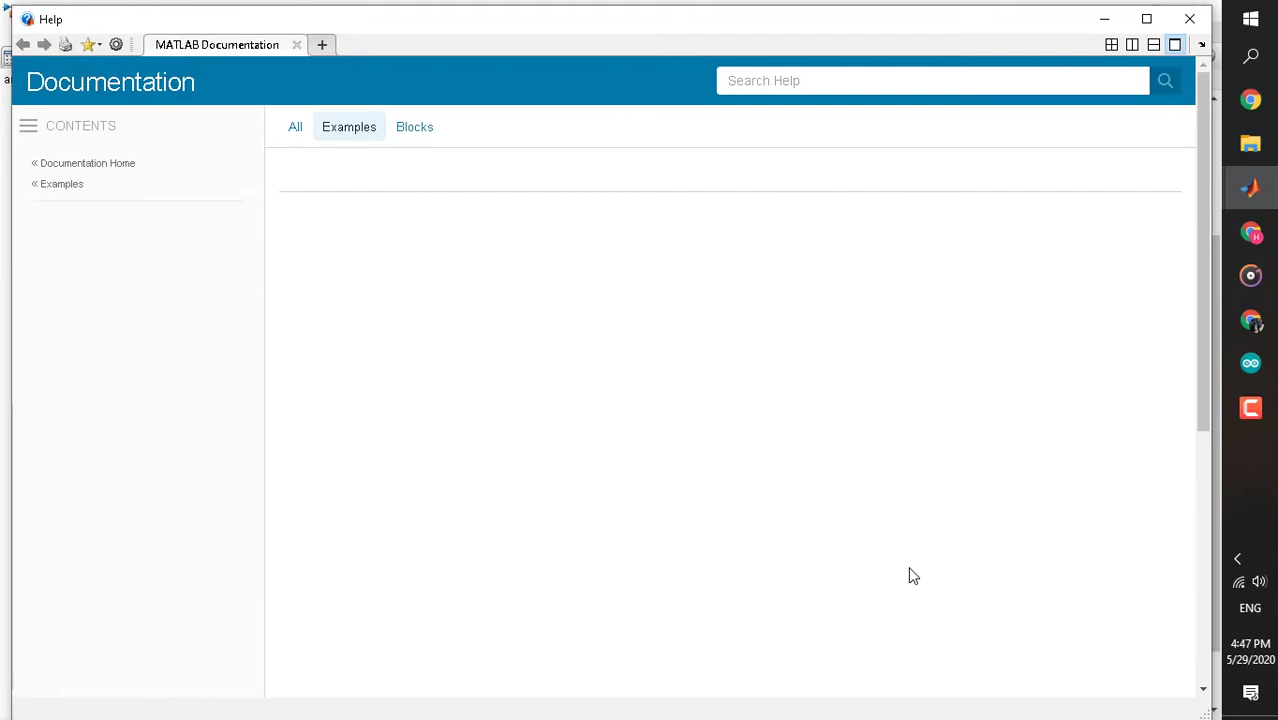 Help
MATLAB Documentation
Documentation
Search Help
CONTENTS
All Examples Blocks
« Documentation Home
« Examples
H
ENG
4:47 PM
5/29/2020